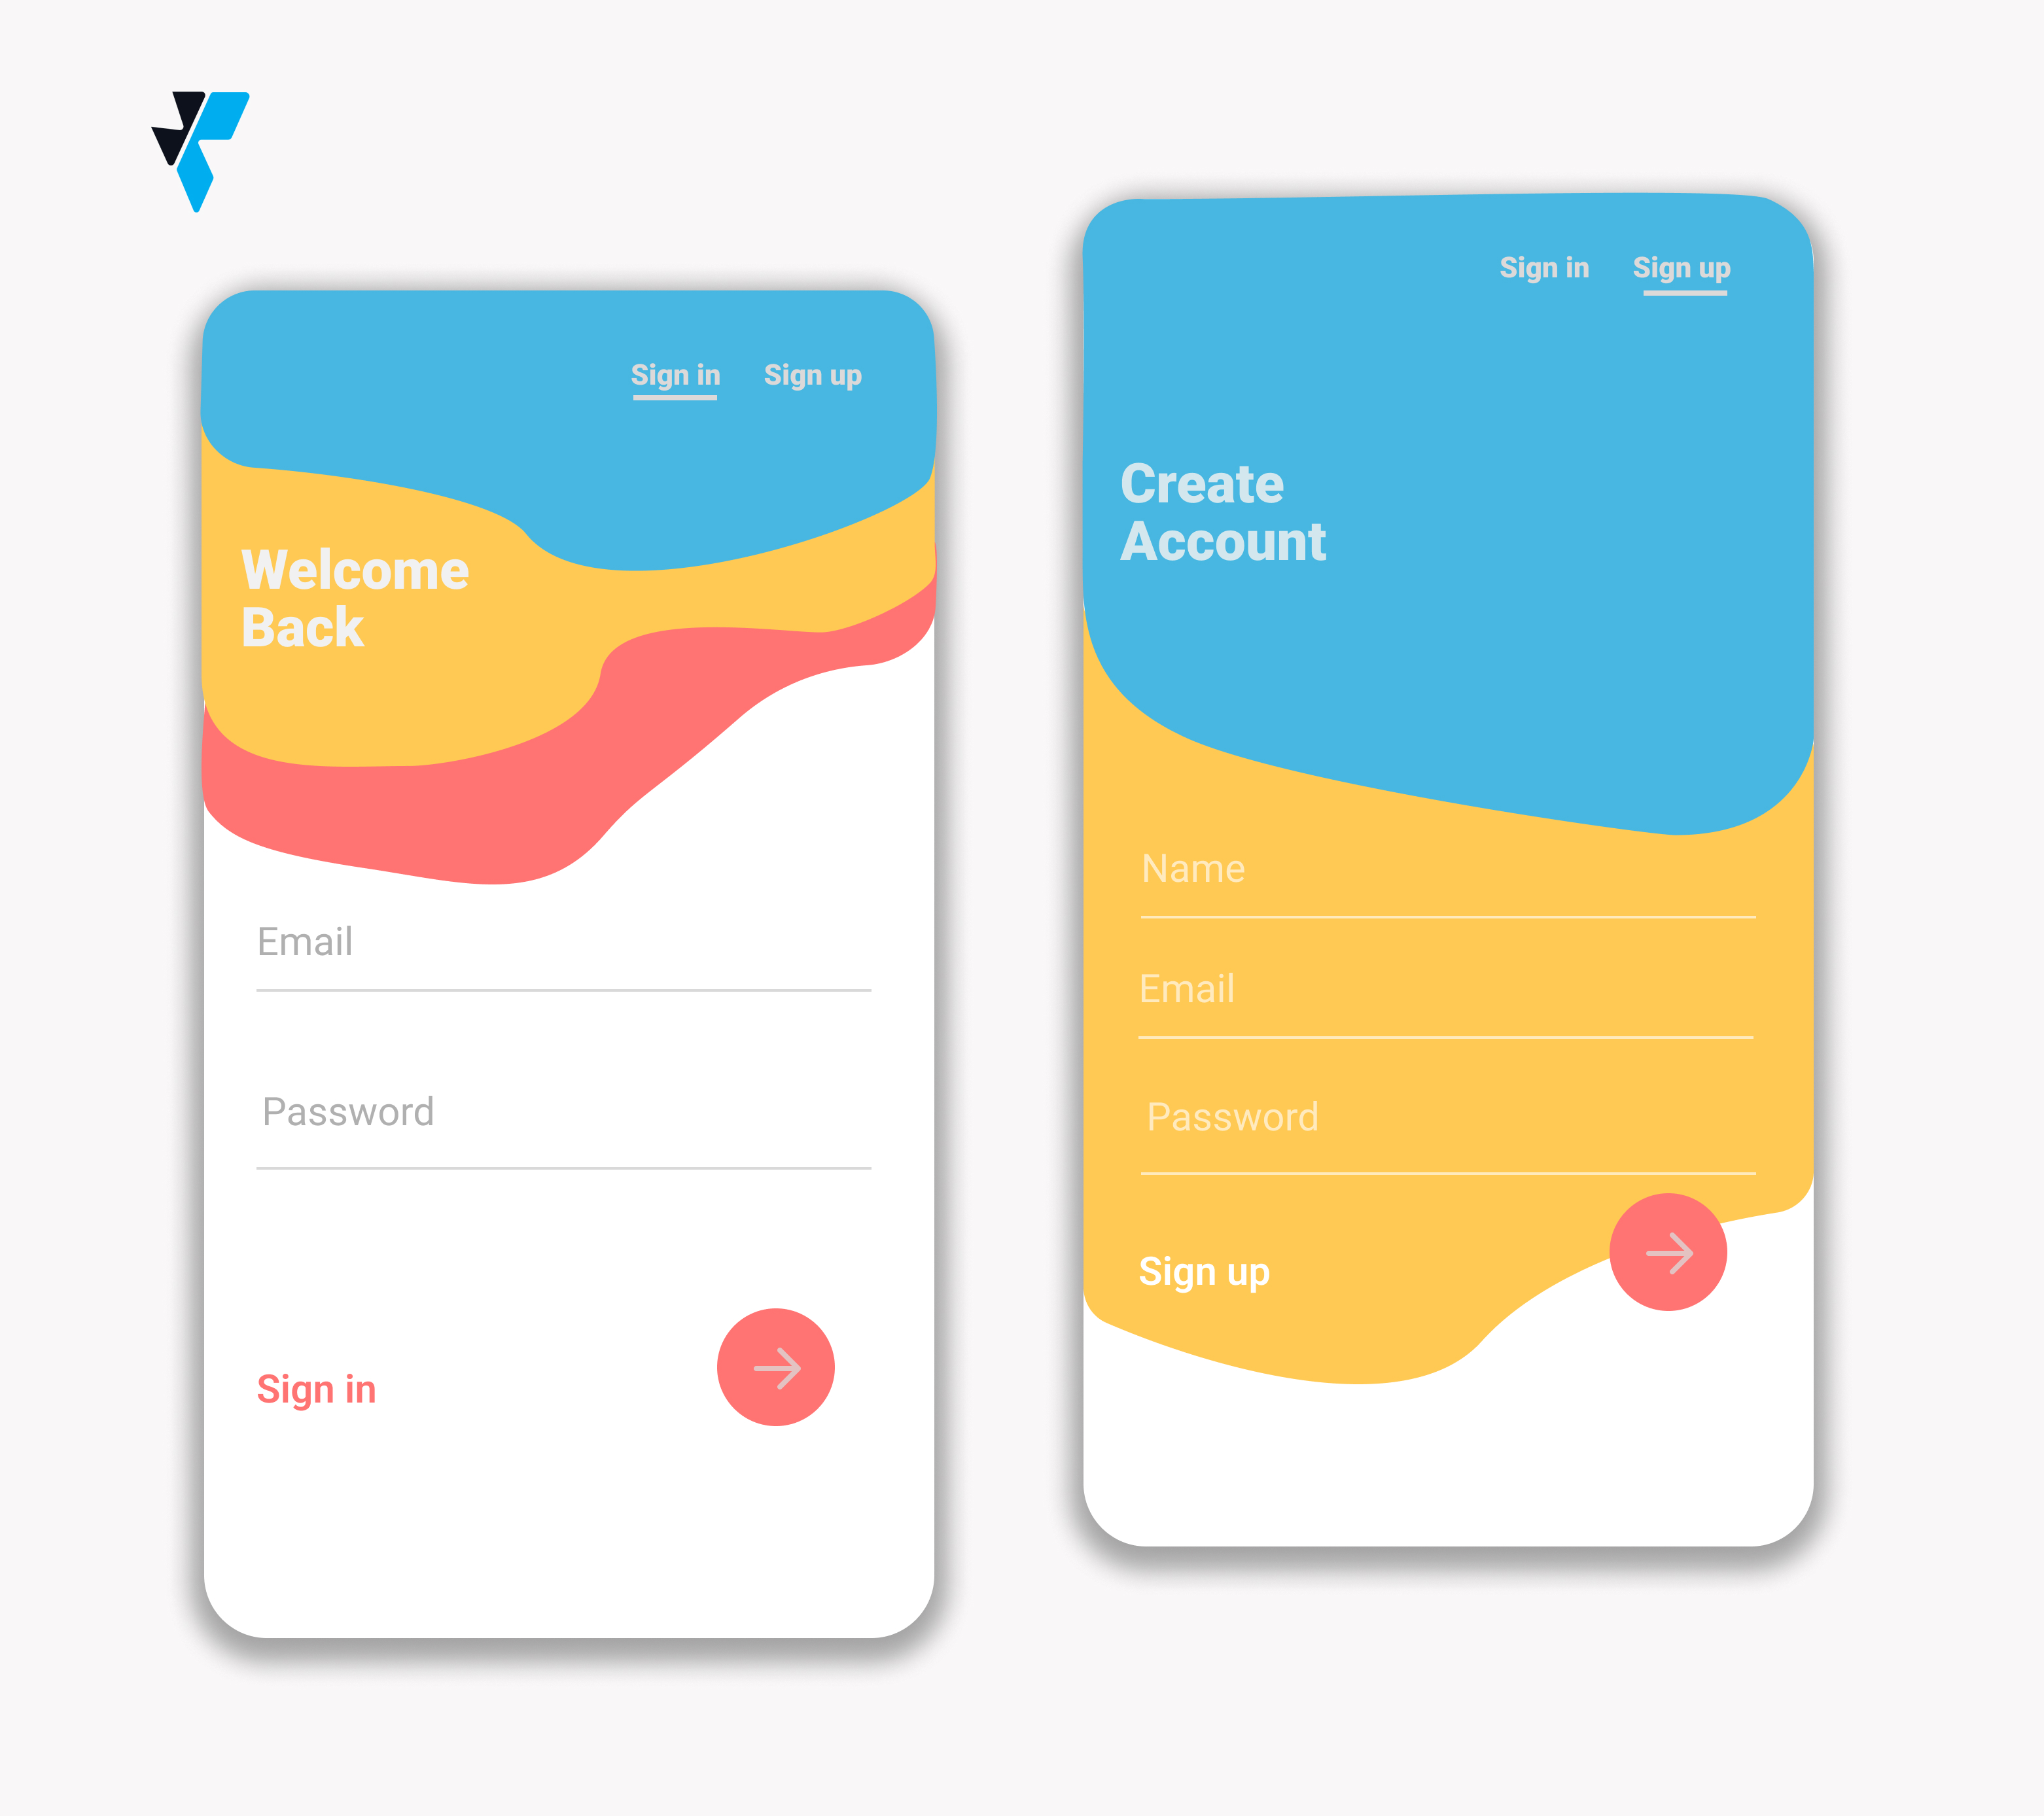 Sign in Sign up
Welcome
Back
Email
Password
Sign in
Sign in Sign up
Create
Account
Name
Email
Password
Sign up